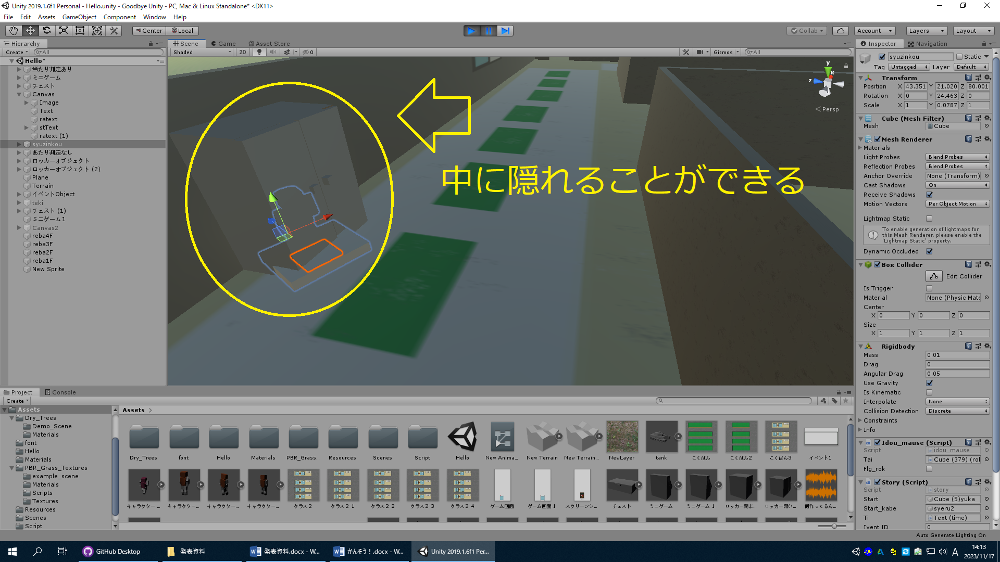 Unity 2019.1.6f1 Personal - Hello.unity - Goodbye Unity - PC, Mac & Linux Standalone* <DX11>
File Edit Assets GameObject Component Window Help
Center Local Collab Account Layers Layout
Hierarchy
Create All
Hello*
当たり判定あり
ミニゲーム
チェスト
Canvas
Image
Text
ratext
stText
ratext (1)
syuzinkou
あたり判定なし
ロッカーオブジェクト
ロッカーオブジェクト (2)
Plane
Terrain
イベントObject
teki
チェスト (1)
ミニゲーム１
Canvas2
reba4F
reba3F
reba2F
reba1F
New Sprite
Scene Game Asset Store
Shaded 2D 0 Gizmos All
y
x
z
Persp
中に隠れることができる
Inspector Navigation
syuzinkou Static
Tag Untagged Layer Default
Transform
Position X 43.351 Y 21.020 Z 80.001
Rotation X 0 Y 24.463 Z 0
Scale X 1 Y 0.0787 Z 1
Cube (Mesh Filter)
Mesh Cube
Mesh Renderer
Materials
Light Probes Blend Probes
Reflection Probes Blend Probes
Anchor Override None (Transform)
Cast Shadows On
Receive Shadows
Motion Vectors Per Object Motion
Lightmap Static
To enable generation of lightmaps for
this Mesh Renderer, please enable the
'Lightmap Static' property.
Dynamic Occluded
Box Collider
Edit Collider
Is Trigger
Material None (Physic Mate
Center
X 0 Y 0 Z 0
Size
X 1 Y 1 Z 1
Rigidbody
Mass 0.01
Drag 0
Angular Drag 0.05
Use Gravity
Is Kinematic
Interpolate None
Collision Detection Discrete
Constraints
Info
Idou_mause (Script)
Script idou_mause
Tai Cube (379) (rok
Flg_rok
Story (Script)
Script story
Start Cube (5)yuka
Start_kabe syeru2
Ti Text (time)
Ivent ID 0
Auto Generate Lighting On
Project Console
Create
Assets
Dry_Trees
Demo_Scene
Materials
font
Hello
Materials
PBR_Grass_Textures
example_scene
Materials
Scripts
Textures
Resources
Scenes
Script
Assets
Dry_Trees font Hello Materials PBR_Grass... Resources Scenes Script Hello New Anima... New Terrain New Terrain... NewLayer tank こくばん こくばん2 こくばん3 イベント1
キャラクター ... キャラクター... キャラクター... キャラクター... クラス２ クラス２ 1 クラス２ 2 クラス２ 3 クラス２ 4 ゲーム画面 ゲーム画面 1 スクリーンシ... チェスト ミニゲーム ミニゲーム 1 ロッカー閉ま... ロッカー開い... 何作ってるん...
GitHub Desktop 発表資料 発表資料.docx - W... かんそう！.docx - W... Unity 2019.1.6f1 Per...
A
14:13
2023/11/17